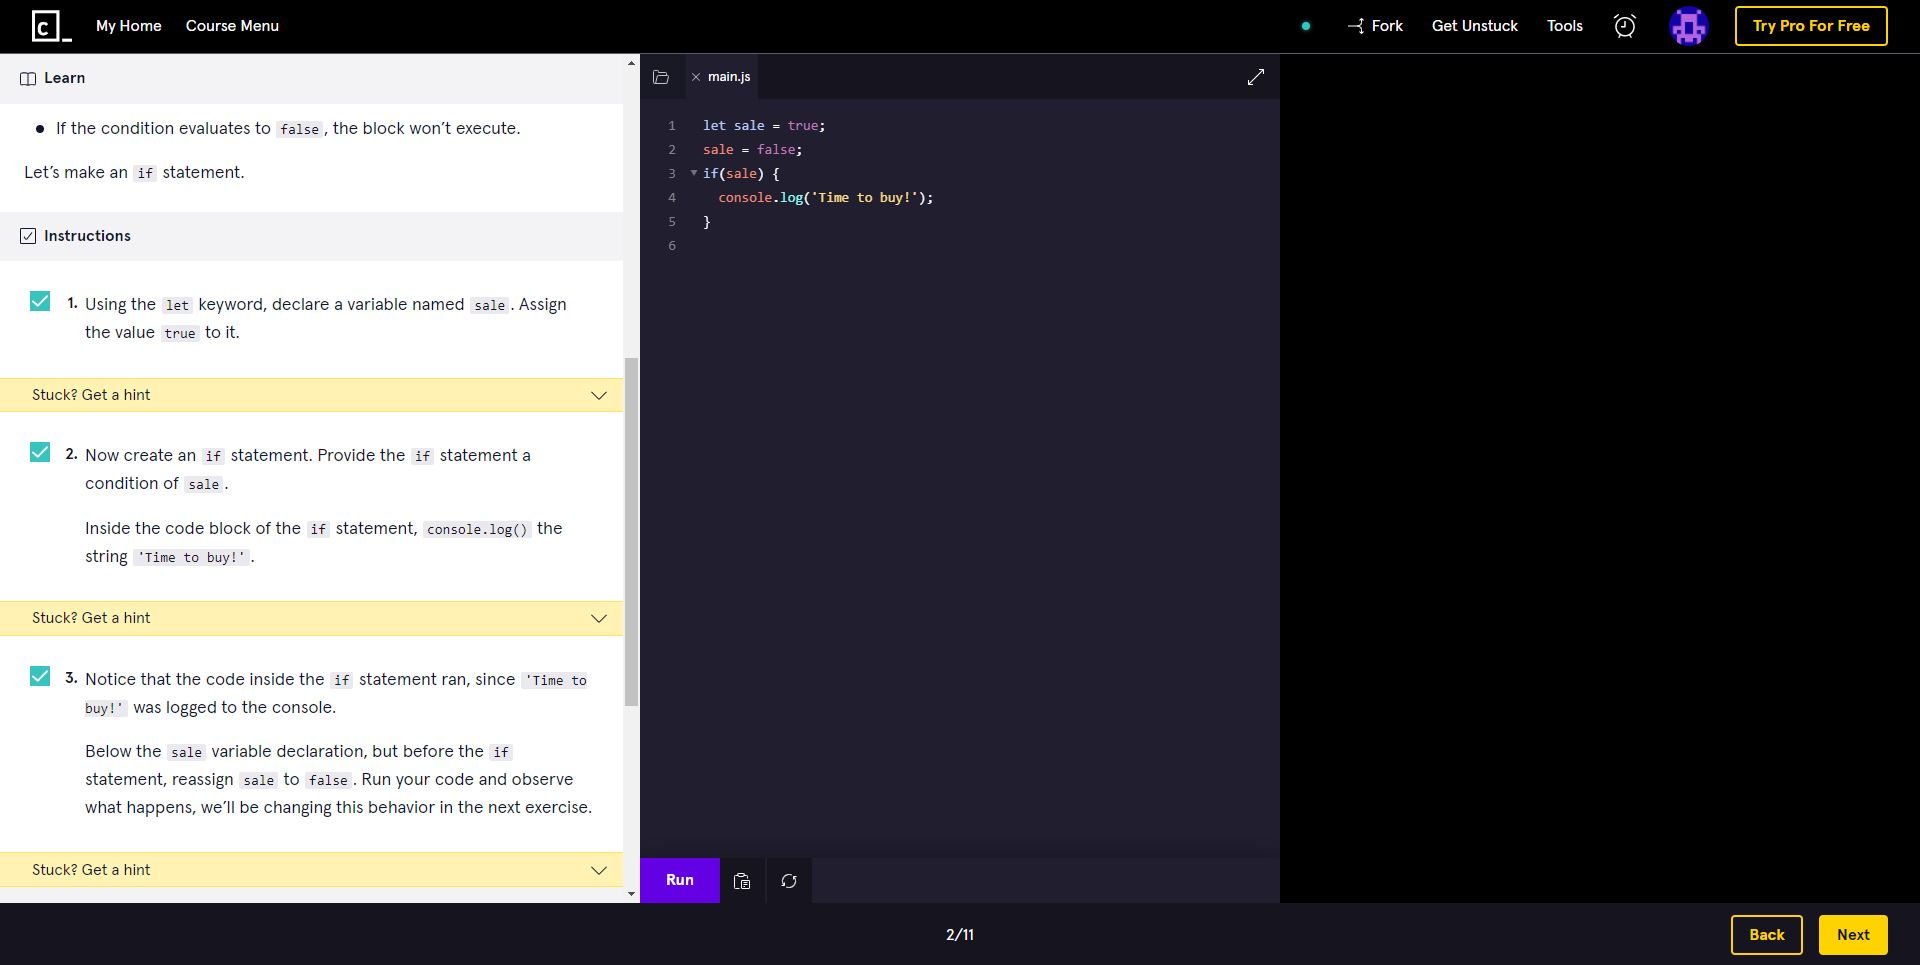 c_
My Home
Course Menu
Fork
Get Unstuck
Tools
Try Pro For Free
Learn
If the condition evaluates to false, the block won’t execute.
Let’s make an if statement.
Instructions
1. Using the let keyword, declare a variable named sale. Assign
the value true to it.
Stuck? Get a hint
2. Now create an if statement. Provide the if statement a
condition of sale.
Inside the code block of the if statement, console.log() the
string 'Time to buy!'.
Stuck? Get a hint
3. Notice that the code inside the if statement ran, since 'Time to
buy!' was logged to the console.
Below the sale variable declaration, but before the if
statement, reassign sale to false. Run your code and observe
what happens, we’ll be changing this behavior in the next exercise.
Stuck? Get a hint
main.js
1 let sale = true;
2 sale = false;
3 if(sale) {
4 console.log('Time to buy!');
5 }
6
Run
2/11
Back
Next